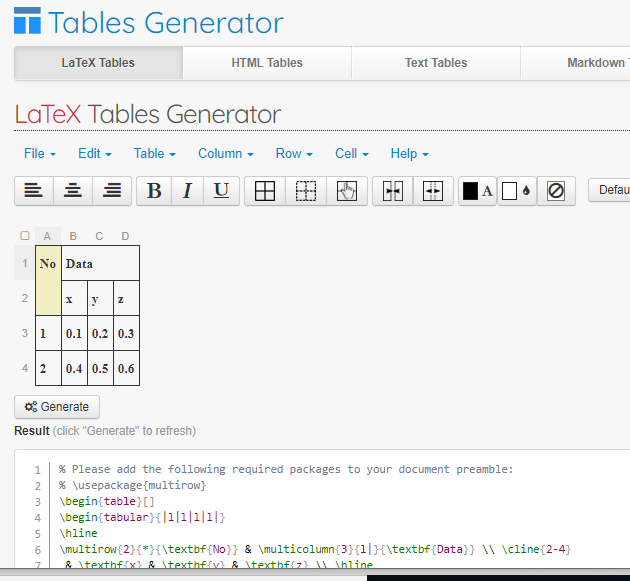 Tables Generator
LaTeX Tables HTML Tables Text Tables Markdown
LaTeX Tables Generator
File Edit Table Column Row Cell Help
B I U A Defau
A B C D
1 No Data
2 x y z
3 1 0.1 0.2 0.3
4 2 0.4 0.5 0.6
Generate
Result (click "Generate" to refresh)
1 % Please add the following required packages to your document preamble:
2 % \usepackage{multirow}
3 \begin{table}[]
4 \begin{tabular}{|l|l|l|l|}
5 \hline
6 \multirow{2}{*}{\textbf{No}} & \multicolumn{3}{l|}{\textbf{Data}} \\ \cline{2-4}
7 & \textbf{x} & \textbf{y} & \textbf{z} \\ \hline